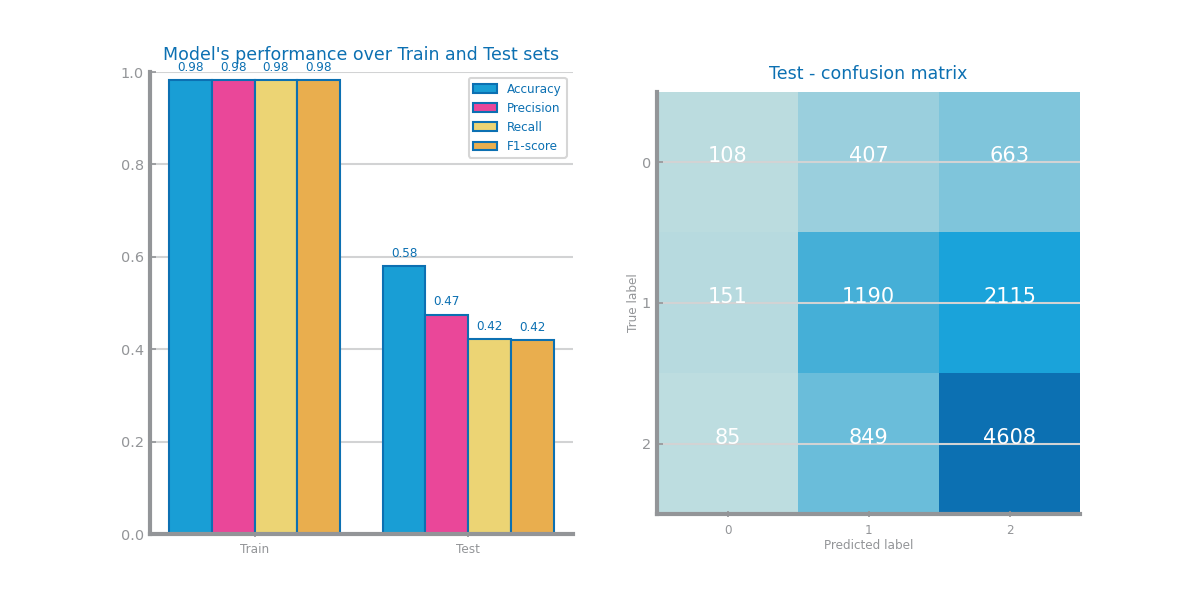 Model's performance over Train and Test sets
0.98 0.98 0.98 0.98
1.0
0.8
0.6
0.4
0.2
0.0
Accuracy
Precision
Recall
F1-score
0.58
0.47
0.42
0.42
Train Test
Test - confusion matrix
True label
0 108 407 663
1 151 1190 2115
2 85 849 4608
0 1 2
Predicted label